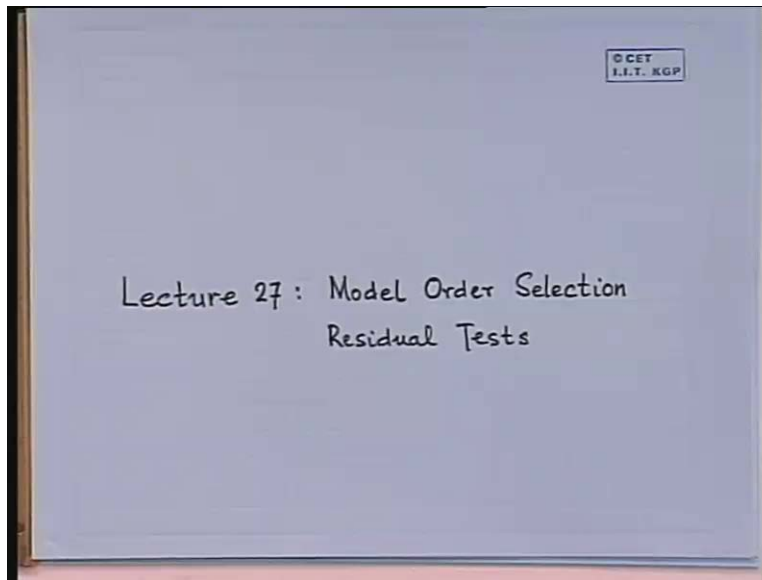 © CET
I.I.T. KGP
Lecture 27 : Model Order Selection
Residual Tests